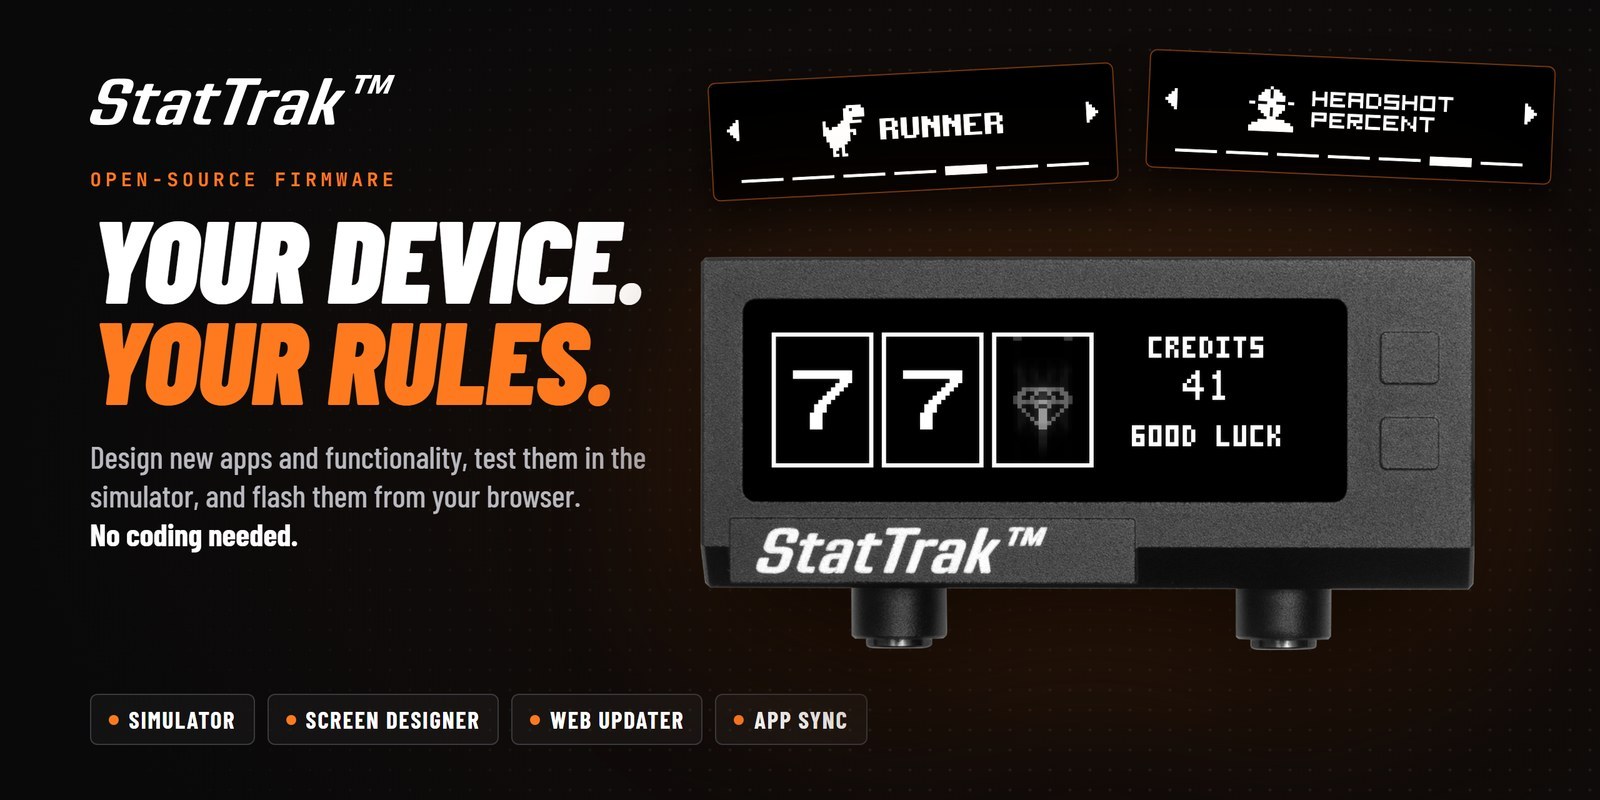 StatTrak™
OPEN-SOURCE FIRMWARE
YOUR DEVICE.
YOUR RULES.
Design new apps and functionality, test them in the
simulator, and flash them from your browser.
No coding needed.
RUNNER
HEADSHOT
PERCENT
7 7
CREDITS
41
GOOD LUCK
StatTrak™
SIMULATOR
SCREEN DESIGNER
WEB UPDATER
APP SYNC